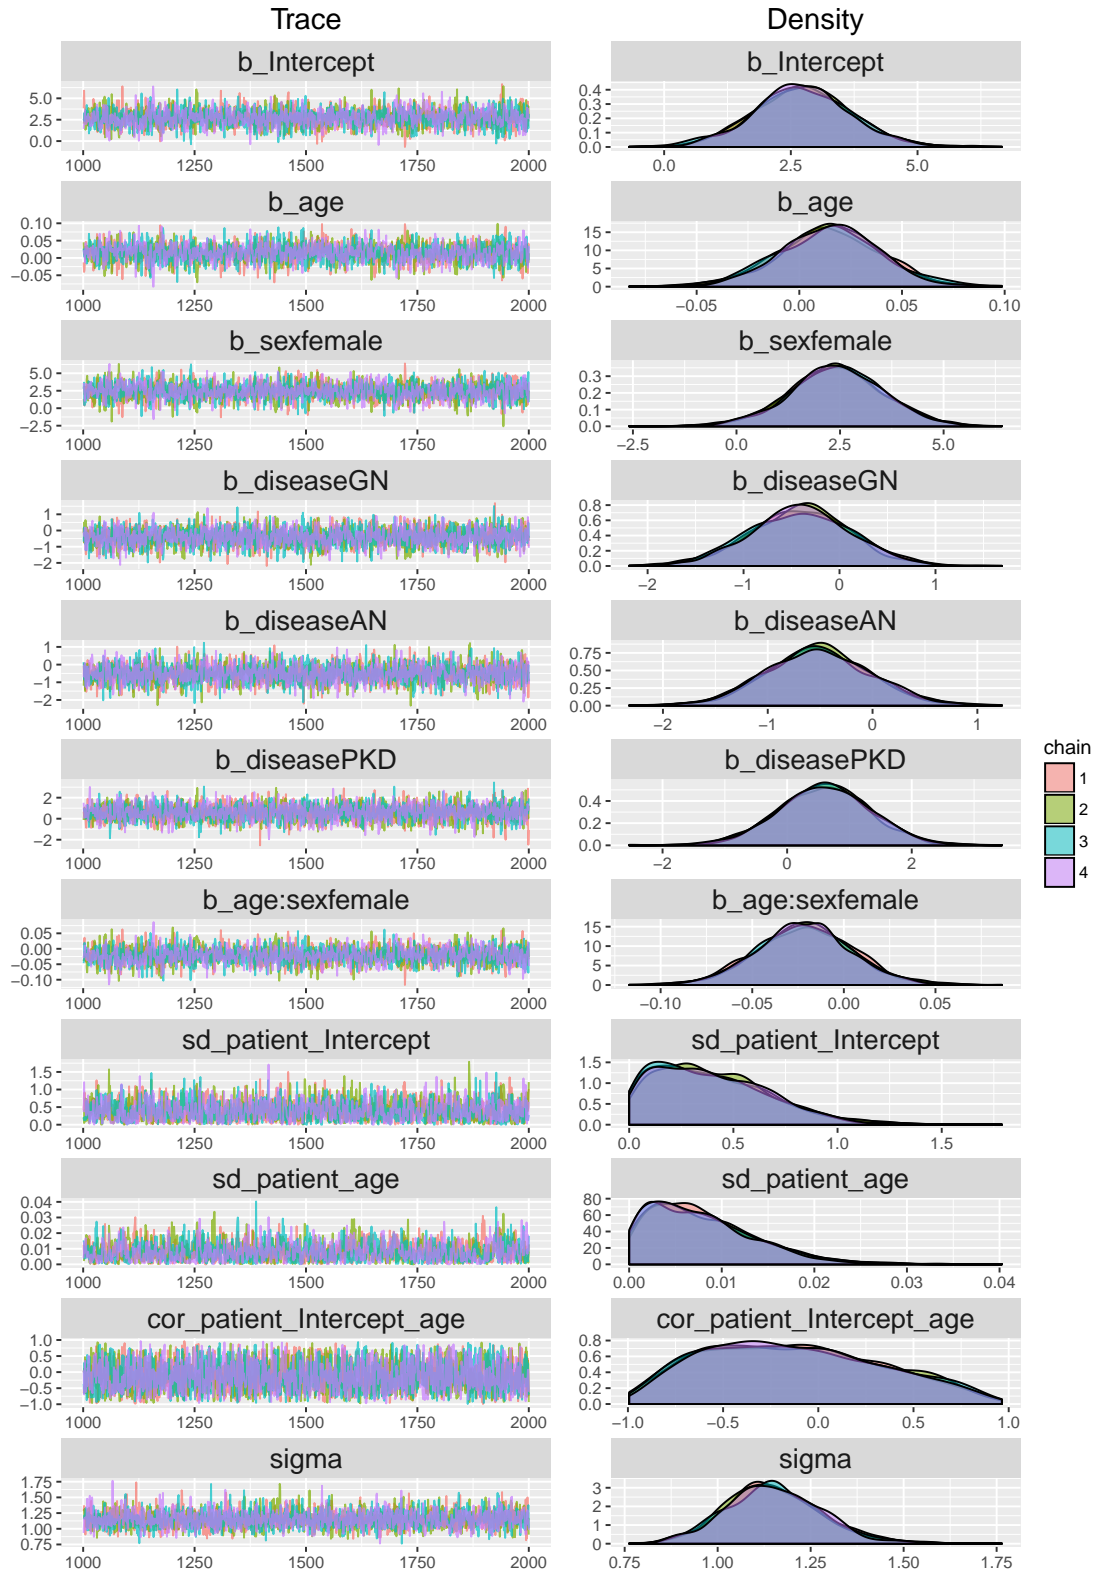 Trace Density
b_Intercept b_Intercept
5.0 2.5 0.0 0.4 0.3 0.2 0.1 0.0
1000 1250 1500 1750 2000 0.0 2.5 5.0
b_age b_age
0.10 0.05 0.00 −0.05 15 10 5 0
1000 1250 1500 1750 2000 −0.05 0.00 0.05 0.10
b_sexfemale b_sexfemale
5.0 2.5 0.0 −2.5 0.3 0.2 0.1 0.0
1000 1250 1500 1750 2000 −2.5 0.0 2.5 5.0
b_diseaseGN b_diseaseGN
1 0 −1 −2 0.8 0.6 0.4 0.2 0.0
1000 1250 1500 1750 2000 −2 −1 0 1
b_diseaseAN b_diseaseAN
1 0 −1 −2 0.75 0.50 0.25 0.00
1000 1250 1500 1750 2000 −2 −1 0 1
b_diseasePKD b_diseasePKD
2 0 −2 0.4 0.2 0.0
1000 1250 1500 1750 2000 −2 0 2
chain
1
2
3
4
b_age:sexfemale b_age:sexfemale
0.05 0.00 −0.05 −0.10 15 10 5 0
1000 1250 1500 1750 2000 −0.10 −0.05 0.00 0.05
sd_patient_Intercept sd_patient_Intercept
1.5 1.0 0.5 0.0 1.5 1.0 0.5 0.0
1000 1250 1500 1750 2000 0.0 0.5 1.0 1.5
sd_patient_age sd_patient_age
0.04 0.03 0.02 0.01 0.00 80 60 40 20 0
1000 1250 1500 1750 2000 0.00 0.01 0.02 0.03 0.04
cor_patient_Intercept_age cor_patient_Intercept_age
1.0 0.5 0.0 −0.5 −1.0 0.8 0.6 0.4 0.2 0.0
1000 1250 1500 1750 2000 −1.0 −0.5 0.0 0.5 1.0
sigma sigma
1.75 1.50 1.25 1.00 0.75 3 2 1 0
1000 1250 1500 1750 2000 0.75 1.00 1.25 1.50 1.75